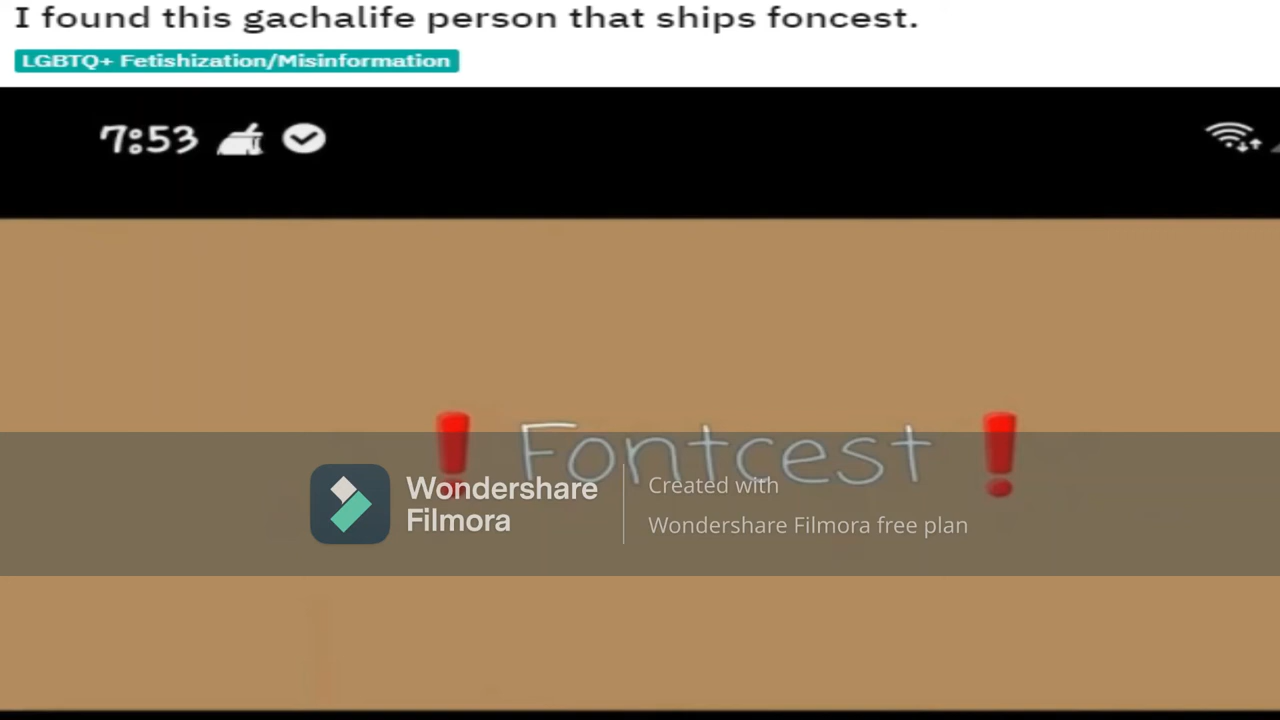 I found this gachalife person that ships foncest.
LGBTQ+ Fetishization/Misinformation
7:53
❗ Fontcest ❗
Wondershare
Filmora
Created with
Wondershare Filmora free plan